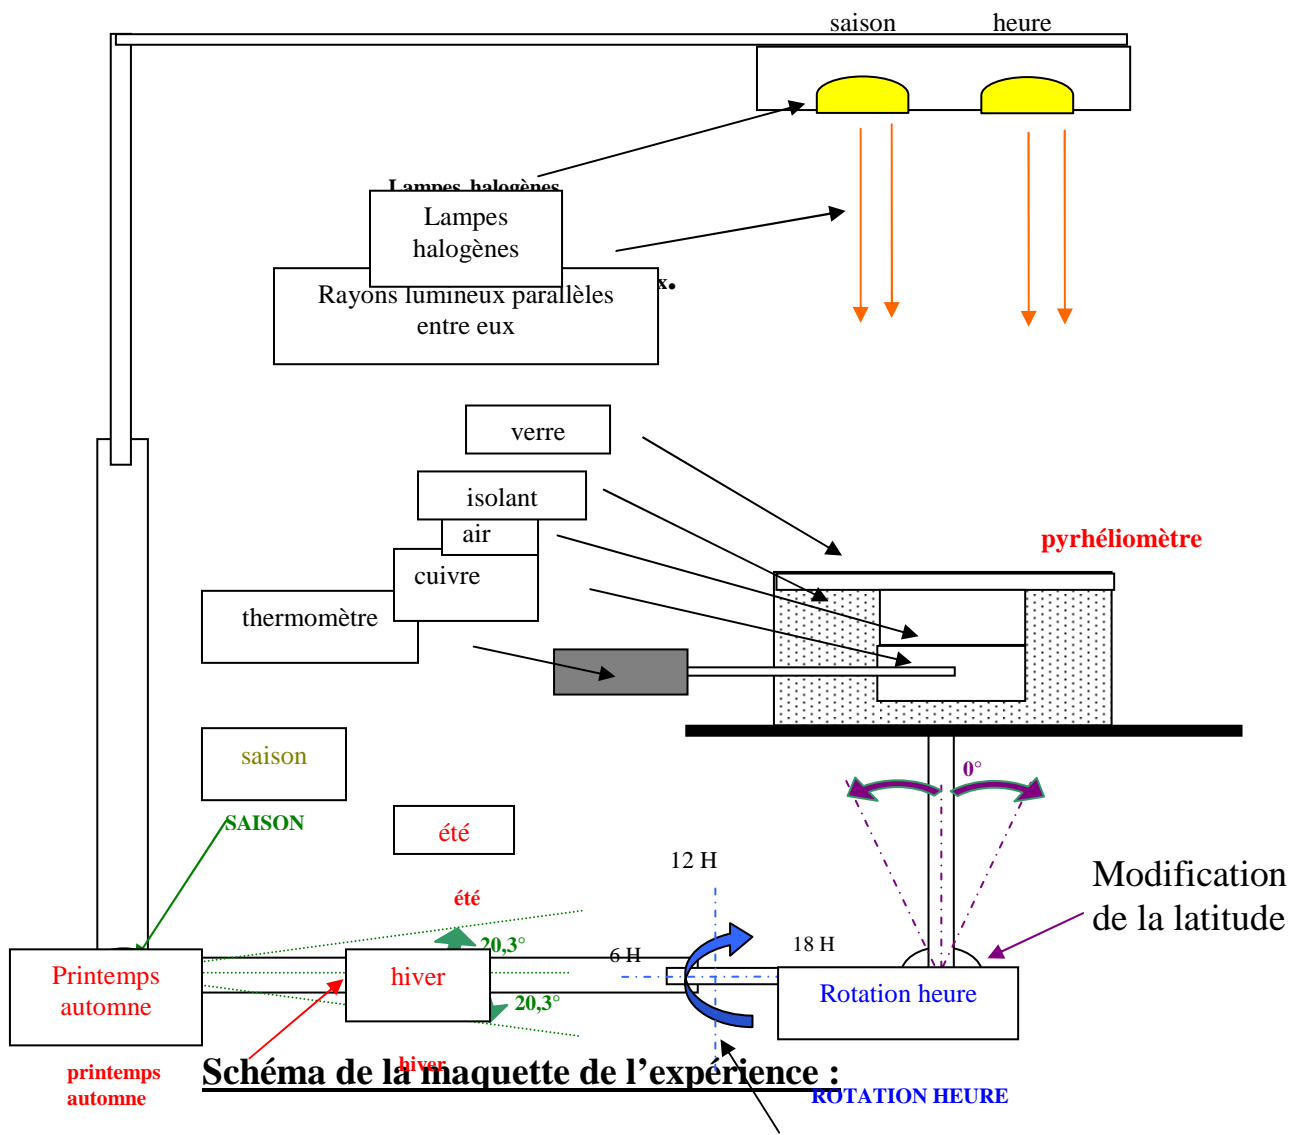 saison heure
Lampes halogènes
Lampes
halogènes
x.
Rayons lumineux parallèles
entre eux
verre
isolant
air
cuivre
thermomètre
pyrhéliomètre
saison
SAISON
0°
été
été
12 H
Modification
de la latitude
20,3°
6 H
18 H
Printemps
automne
hiver
Rotation heure
20,3°
hiver
printemps
automne
Schéma de la maquette de l’expérience :
ROTATION HEURE